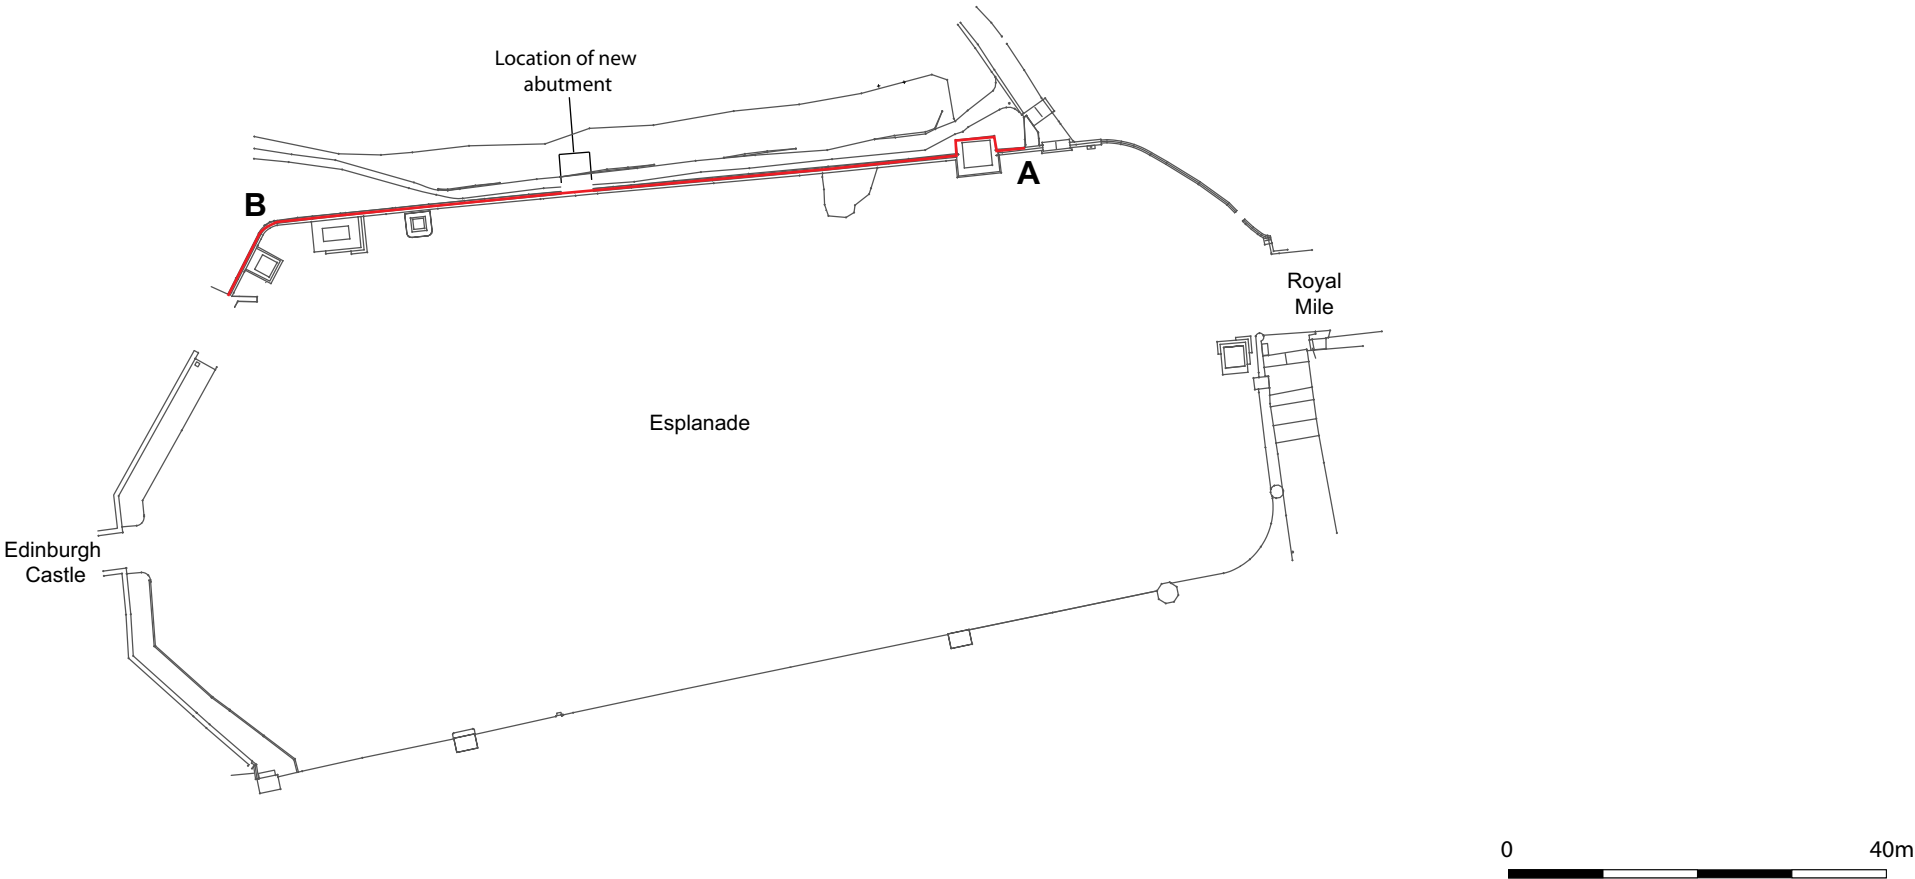 Location of new
abutment
A
B
Royal
Mile
Esplanade
Edinburgh
Castle
0 40m